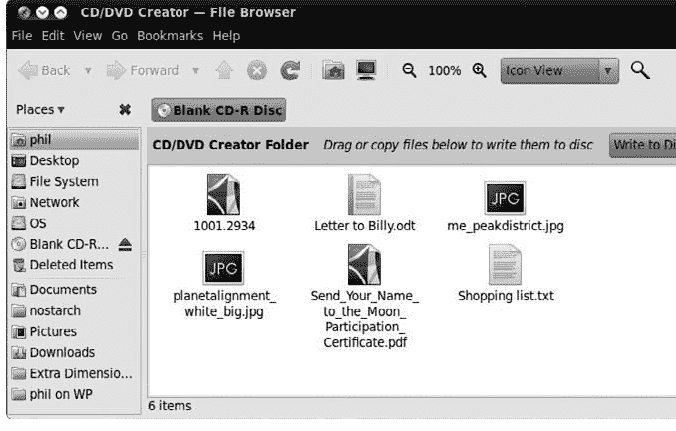 CD/DVD Creator — File Browser
File Edit View Go Bookmarks Help
Back Forward 100% Icon View
Places Blank CD-R Disc
CD/DVD Creator Folder Drag or copy files below to write them to disc Write to Di
phil
Desktop
File System
Network
OS
Blank CD-R...
Deleted Items
Documents
nostarch
Pictures
Downloads
Extra Dimensio...
phil on WP
1001.2934
Letter to Billy.odt
JPG
me_peakdistrict.jpg
JPG
planetalignment_
white_big.jpg
Send_Your_Name_
to_the_Moon_
Participation_
Certificate.pdf
Shopping list.txt
6 items